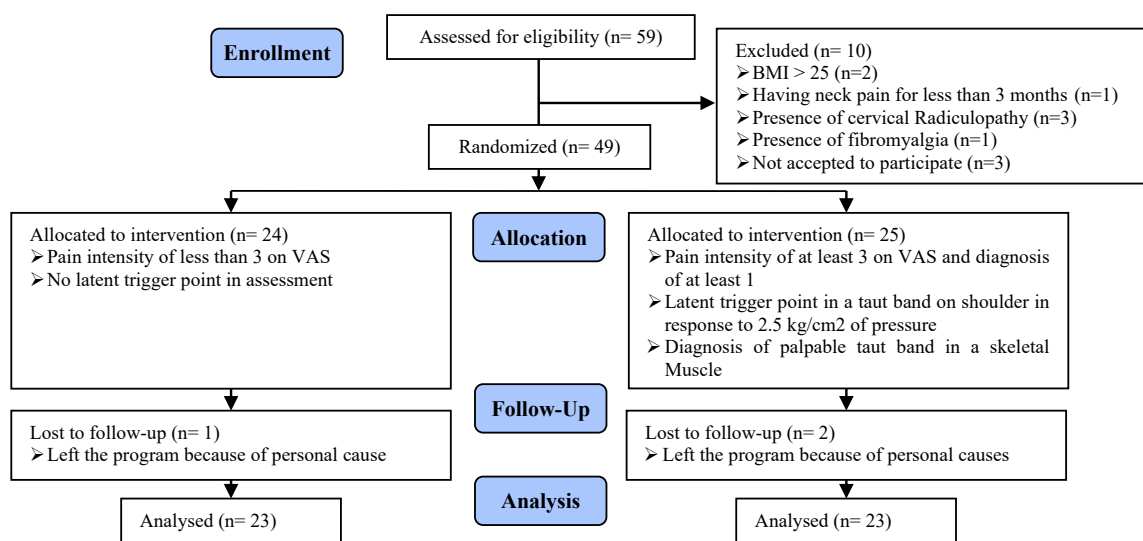 Enrollment
Assessed for eligibility (n= 59)
Excluded (n= 10)
➢BMI > 25 (n=2)
➢Having neck pain for less than 3 months (n=1)
➢Presence of cervical Radiculopathy (n=3)
➢Presence of fibromyalgia (n=1)
➢Not accepted to participate (n=3)
Randomized (n= 49)
Allocation
Allocated to intervention (n= 24)
➢Pain intensity of less than 3 on VAS
➢No latent trigger point in assessment
Allocated to intervention (n= 25)
➢Pain intensity of at least 3 on VAS and diagnosis
of at least 1
➢Latent trigger point in a taut band on shoulder in
response to 2.5 kg/cm2 of pressure
➢Diagnosis of palpable taut band in a skeletal
Muscle
Follow-Up
Lost to follow-up (n= 1)
➢Left the program because of personal cause
Lost to follow-up (n= 2)
➢Left the program because of personal causes
Analysis
Analysed (n= 23)
Analysed (n= 23)